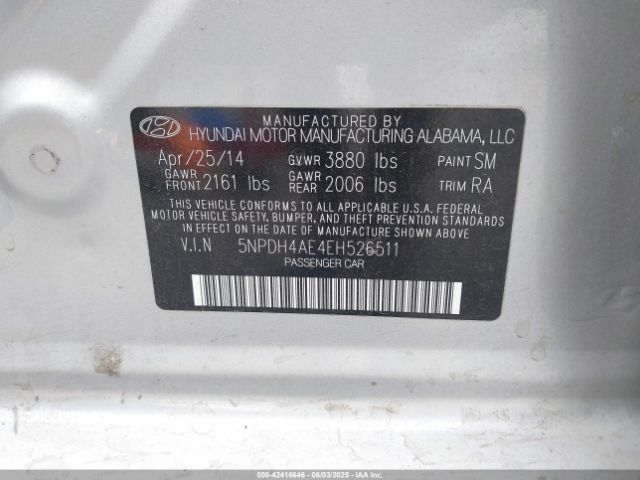 MANUFACTURED BY
HYUNDAI MOTOR MANUFACTURING ALABAMA, LLC
Apr/25/14 GVWR 3880 lbs PAINT SM
GAWR FRONT 2161 lbs GAWR REAR 2006 lbs TRIM RA
THIS VEHICLE CONFORMS TO ALL APPLICABLE U.S.A. FEDERAL
MOTOR VEHICLE SAFETY, BUMPER, AND THEFT PREVENTION STANDARDS
IN EFFECT ON THE DATE OF MANUFACTURE SHOWN ABOVE.
V.I.N 5NPDH4AE4EH526511
PASSENGER CAR
000-42416646 - 06/03/2025 - COPART